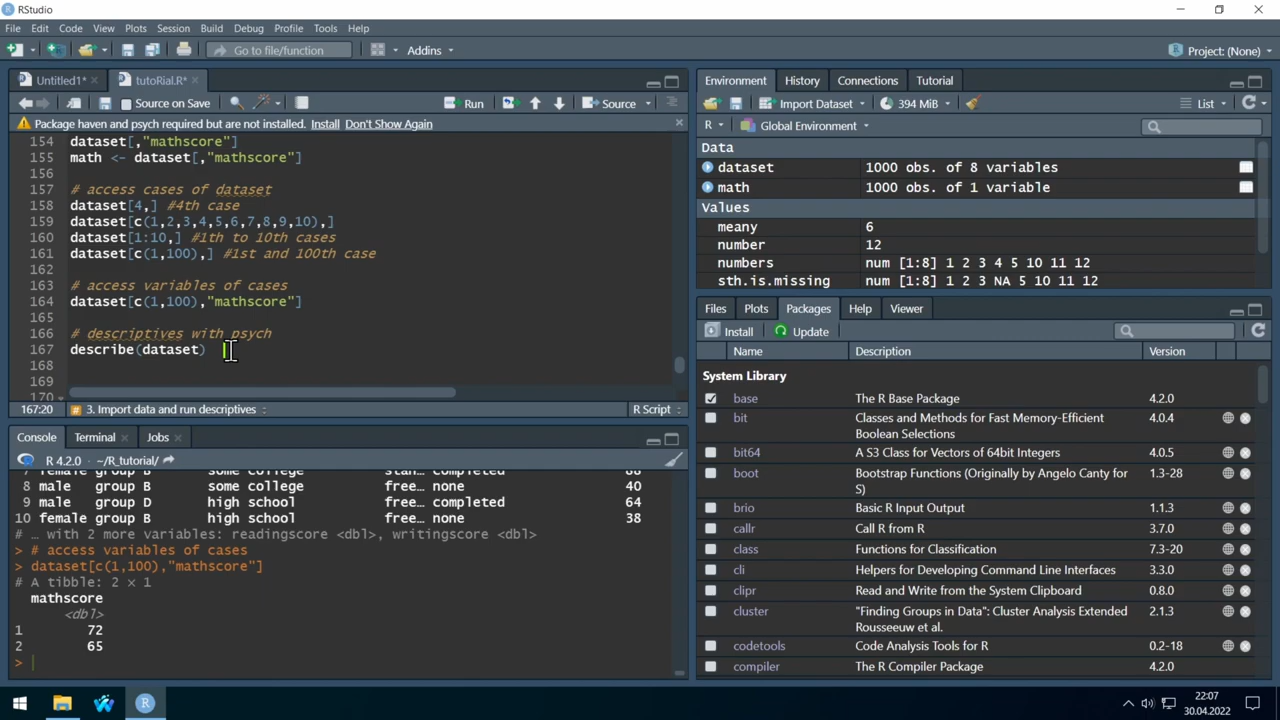 RStudio
File Edit Code View Plots Session Build Debug Profile Tools Help
Go to file/function Addins Project: (None)
Untitled1* tutoRial.R*
Source on Save Run Source
Package haven and psych required but are not installed. Install Don't Show Again
154 dataset[,"mathscore"]
155 math <- dataset[,"mathscore"]
156
157 # access cases of dataset
158 dataset[4,] #4th case
159 dataset[c(1,2,3,4,5,6,7,8,9,10),]
160 dataset[1:10,] #1th to 10th cases
161 dataset[c(1,100),] #1st and 100th case
162
163 # access variables of cases
164 dataset[c(1,100),"mathscore"]
165
166 # descriptives with psych
167 describe(dataset)
168
169
170
167:20 # 3. Import data and run descriptives R Script
Console Terminal Jobs
R 4.2.0 · ~/R_tutorial/
8 male group B some college free… none 40
9 male group D high school free… completed 64
10 female group B high school free… none 38
# … with 2 more variables: readingscore <dbl>, writingscore <dbl>
> # access variables of cases
> dataset[c(1,100),"mathscore"]
# A tibble: 2 × 1
mathscore
<dbl>
1 72
2 65
>
Environment History Connections Tutorial
Import Dataset 394 MiB List
R Global Environment
Data
dataset 1000 obs. of 8 variables
math 1000 obs. of 1 variable
Values
meany 6
number 12
numbers num [1:8] 1 2 3 4 5 10 11 12
sth.is.missing num [1:8] 1 2 3 NA 5 10 11 12
Files Plots Packages Help Viewer
Install Update
Name Description Version
System Library
base The R Base Package 4.2.0
bit Classes and Methods for Fast Memory-Efficient 4.0.4
Boolean Selections
bit64 A S3 Class for Vectors of 64bit Integers 4.0.5
boot Bootstrap Functions (Originally by Angelo Canty for 1.3-28
S)
brio Basic R Input Output 1.1.3
callr Call R from R 3.7.0
class Functions for Classification 7.3-20
cli Helpers for Developing Command Line Interfaces 3.3.0
clipr Read and Write from the System Clipboard 0.8.0
cluster "Finding Groups in Data": Cluster Analysis Extended 2.1.3
Rousseeuw et al.
codetools Code Analysis Tools for R 0.2-18
compiler The R Compiler Package 4.2.0
22:07
30.04.2022